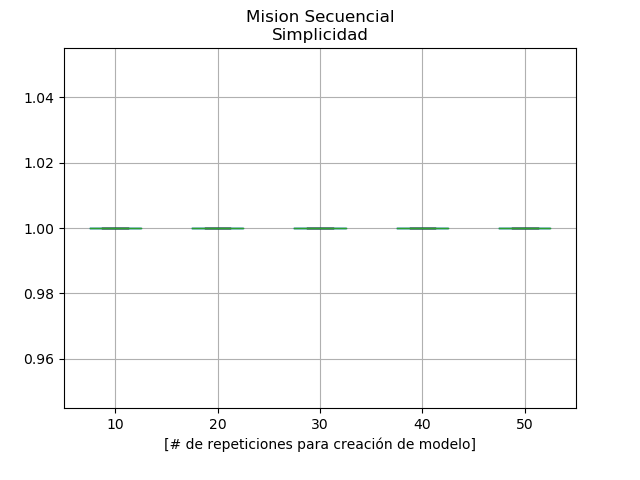 Mision Secuencial
Simplicidad
1.04
1.02
1.00
0.98
0.96
10 20 30 40 50
[# de repeticiones para creación de modelo]